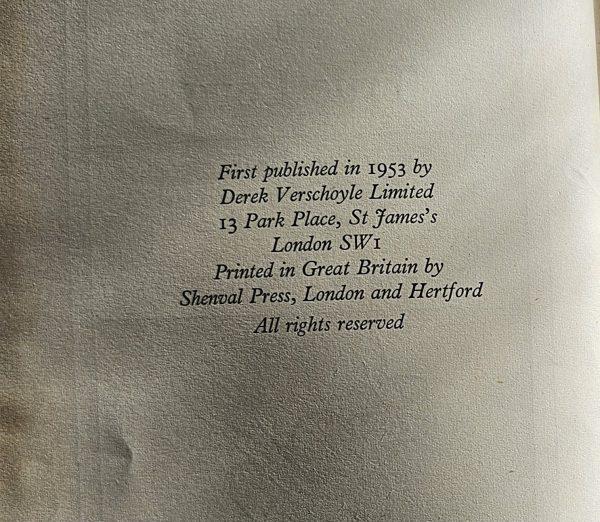 First published in 1953 by
Derek Verschoyle Limited
13 Park Place, St James's
London SW1
Printed in Great Britain by
Shenval Press, London and Hertford
All rights reserved